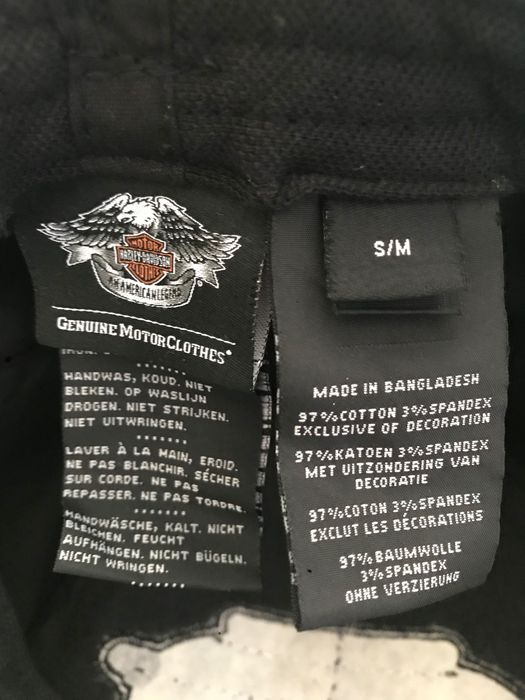 MOTOR
HARLEY-DAVIDSON
CLOTHES
AN AMERICAN LEGEND
GENUINE MOTORCLOTHES®
HANDWAS, KOUD. NIET
BLEKEN. OP WASLIJN
DROGEN. NIET STRIJKEN.
NIET UITWRINGEN.
LAVER À LA MAIN, EROID.
NE PAS BLANCHIR. SÉCHER
SUR CORDE. NE PAS
REPASSER. NE PAS TORDRE.
HANDWÄSCHE, KALT. NICHT
BLEICHEN. FEUCHT
AUFHÄNGEN. NICHT BÜGELN.
NICHT WRINGEN.
S/M
MADE IN BANGLADESH
97%COTTON 3%SPANDEX
EXCLUSIVE OF DECORATION
97%KATOEN 3%SPANDEX
MET UITZONDERING VAN
DECORATIE
97%COTON 3%SPANDEX
EXCLUT LES DÉCORATIONS
97%BAUMWOLLE
3%SPANDEX
OHNE VERZIERUNG